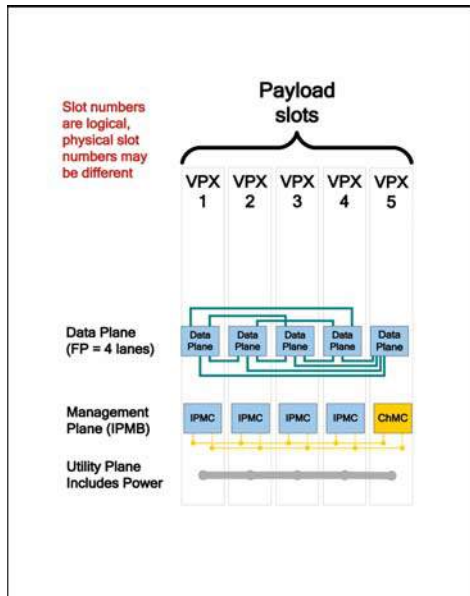 Payload
slots
Slot numbers
are logical,
physical slot
numbers may
be different
VPX VPX VPX VPX VPX
1 2 3 4 5
Data Plane
(FP = 4 lanes)
Data Plane
Data Plane
Data Plane
Data Plane
Data Plane
Management
Plane (IPMB)
IPMC IPMC IPMC IPMC ChMC
Utility Plane
Includes Power